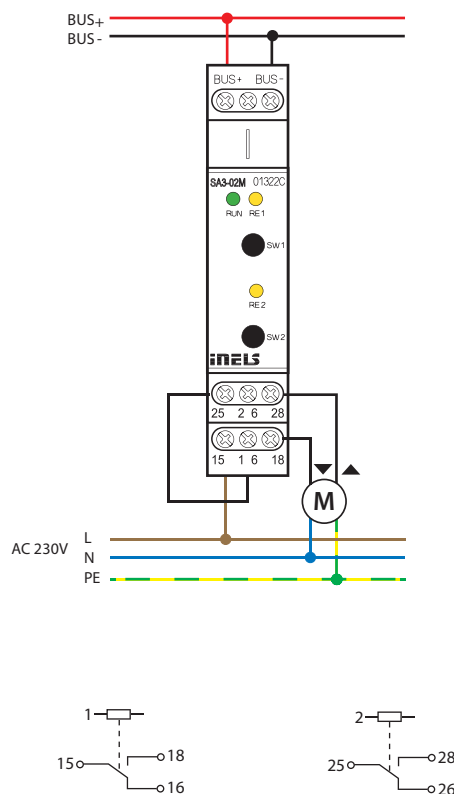 BUS+
BUS-
BUS+ BUS-
SA3-02M 01322C
RUN RE1
SW1
RE2
SW2
iNELS
25 2 6 28
15 1 6 18
M
AC 230V
L
N
PE
1
15
18
16
2
25
28
26